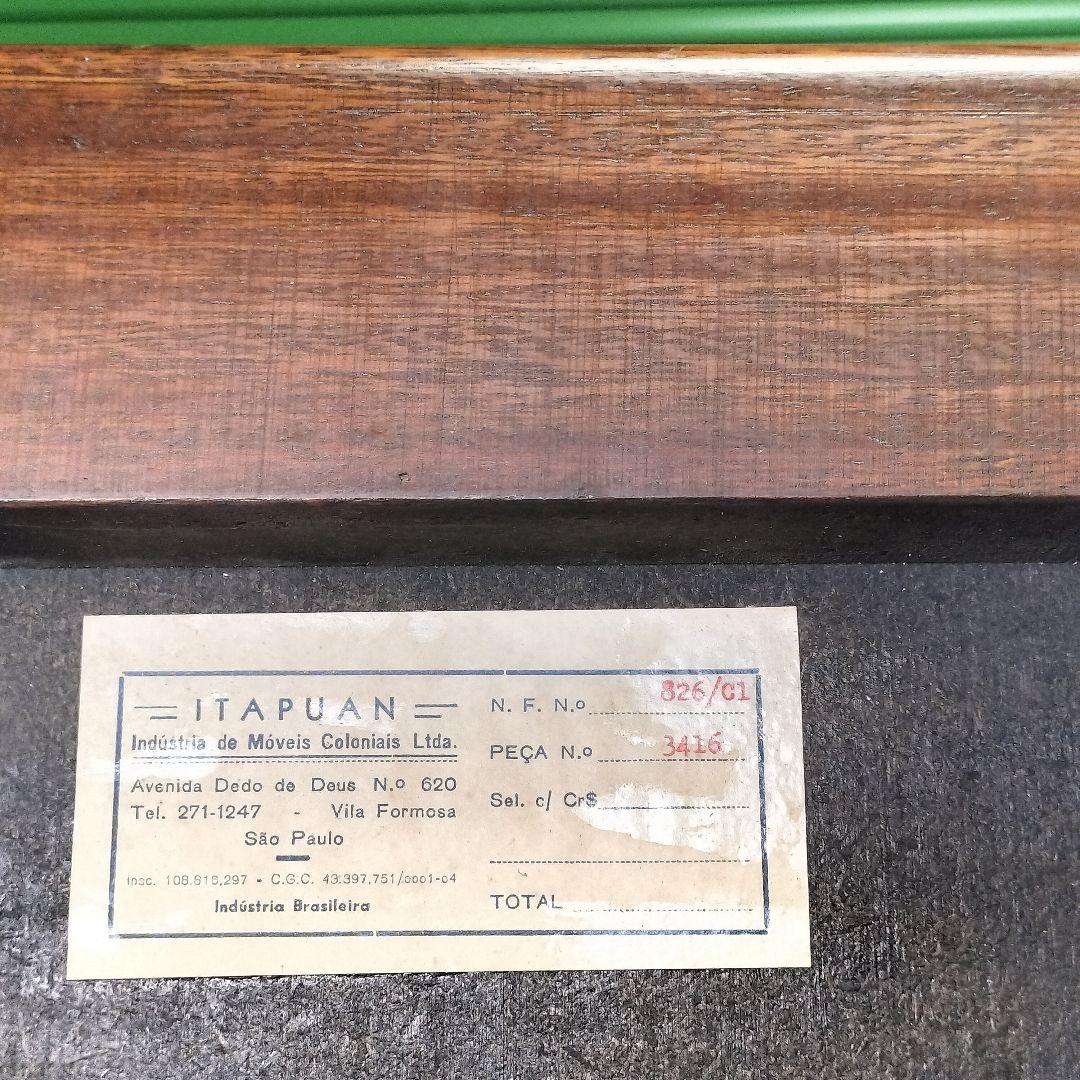 ITAPUAN
Indústria de Móveis Coloniais Ltda.
Avenida Dedo de Deus N.º 620
Tel. 271-1247 - Vila Formosa
São Paulo
Insc. 108.816,297 - C.G.C. 43.397,751/0001-04
Indústria Brasileira
N. F. N.º 826/C1
PEÇA N.º 3416
Sel. c/ Cr$
TOTAL